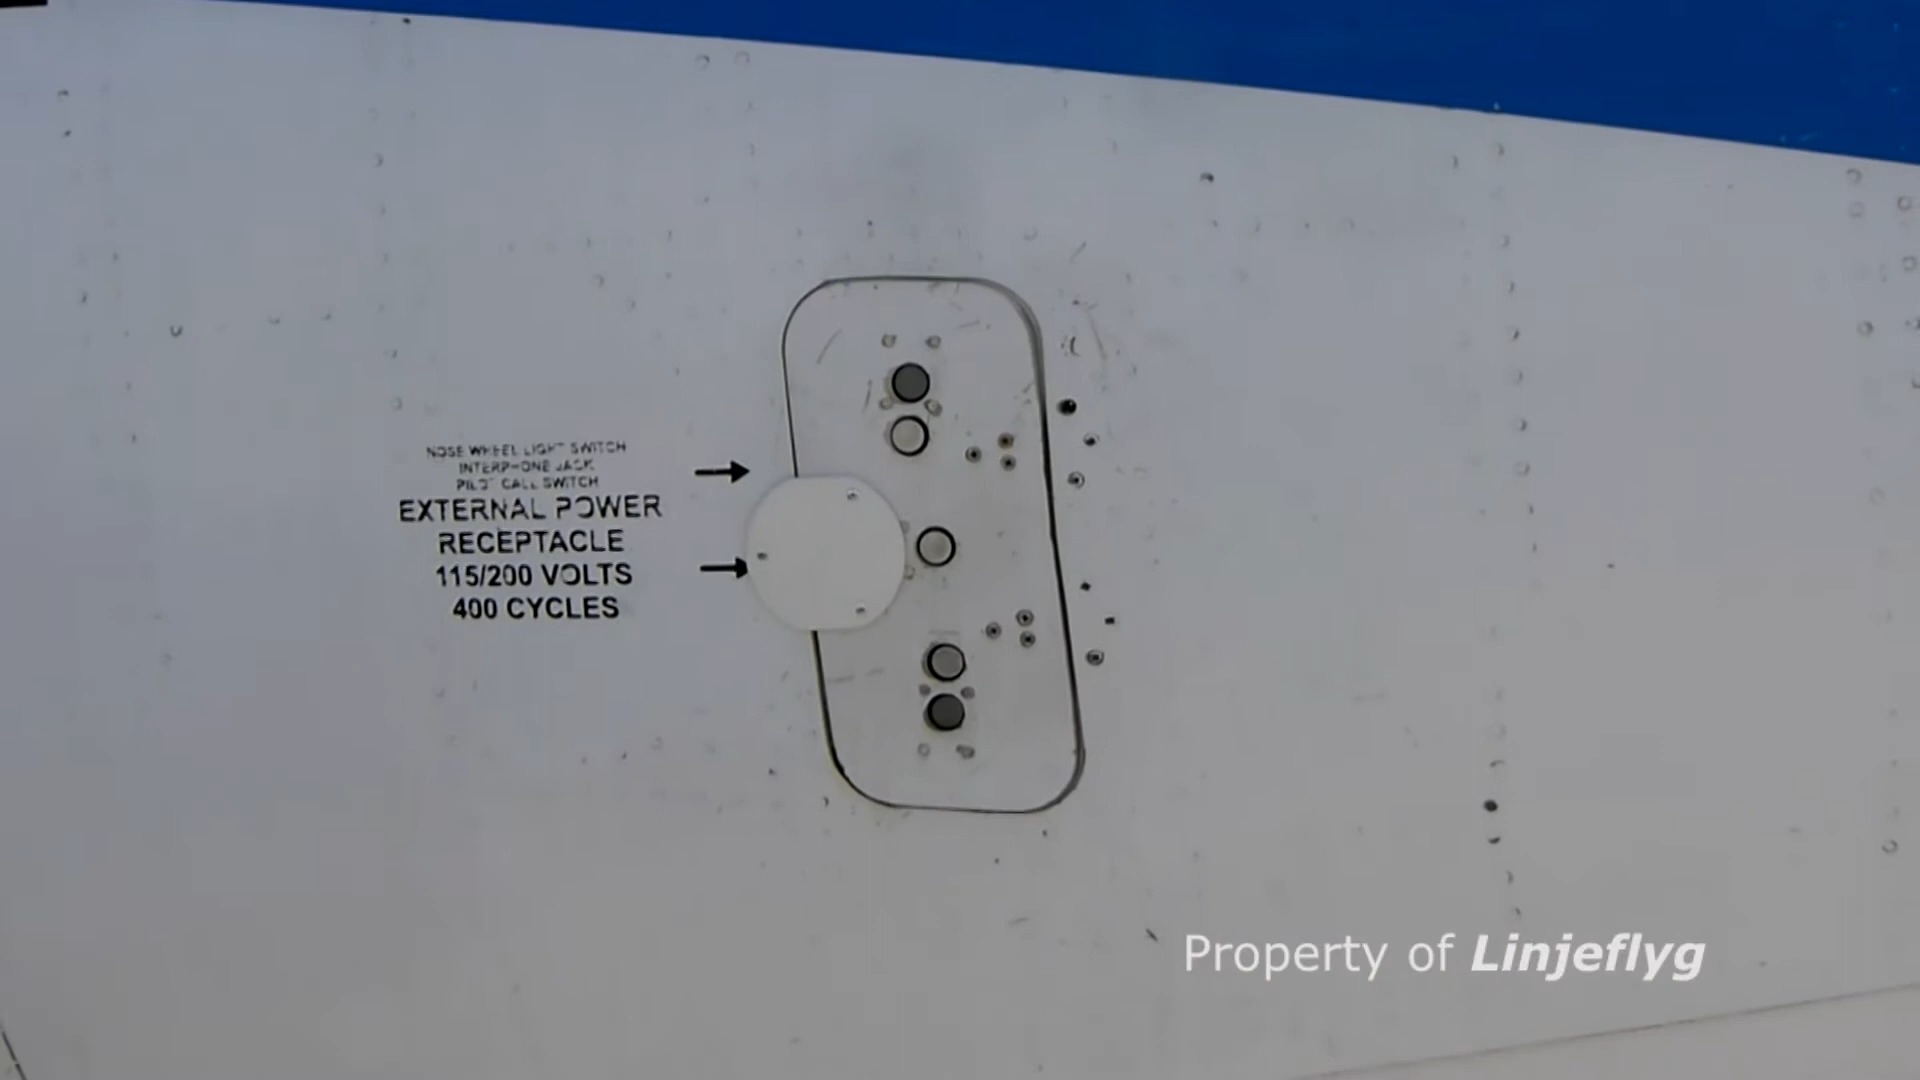 NOSE WHEEL LIGHT SWITCH
INTERPHONE JACK
PILOT CALL SWITCH
EXTERNAL POWER
RECEPTACLE
115/200 VOLTS
400 CYCLES
Property of Linjeflyg